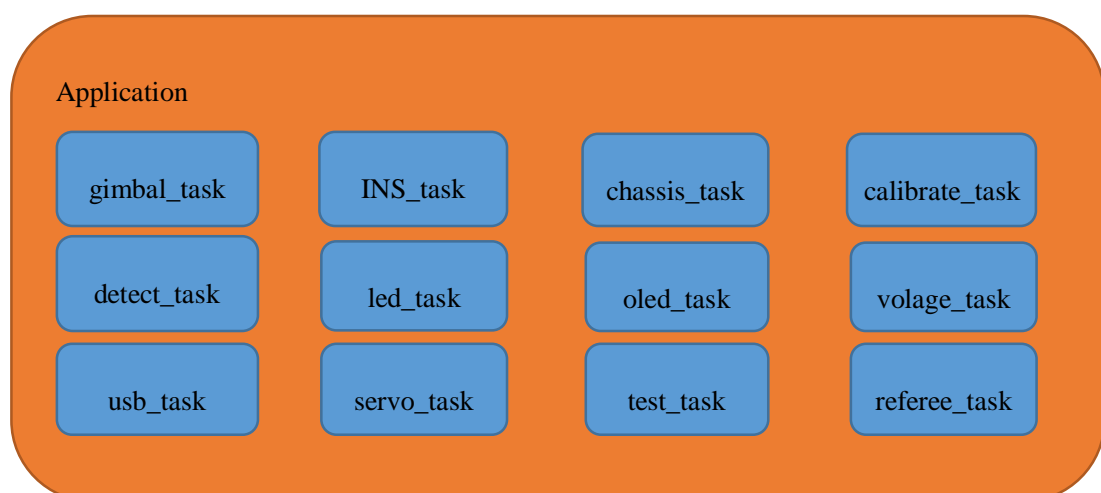 Application
gimbal_task
INS_task
chassis_task
calibrate_task
detect_task
led_task
oled_task
volage_task
usb_task
servo_task
test_task
referee_task